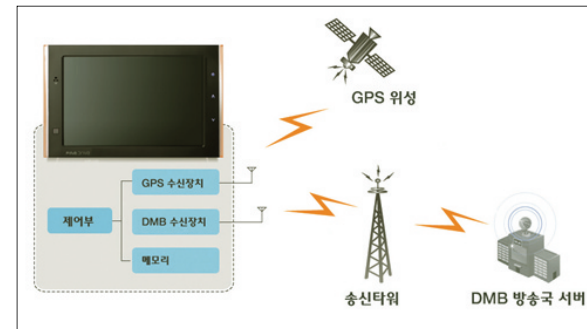 GPS 위성
GPS 수신장치
제어부
DMB 수신장치
메모리
송신타워
DMB 방송국 서버